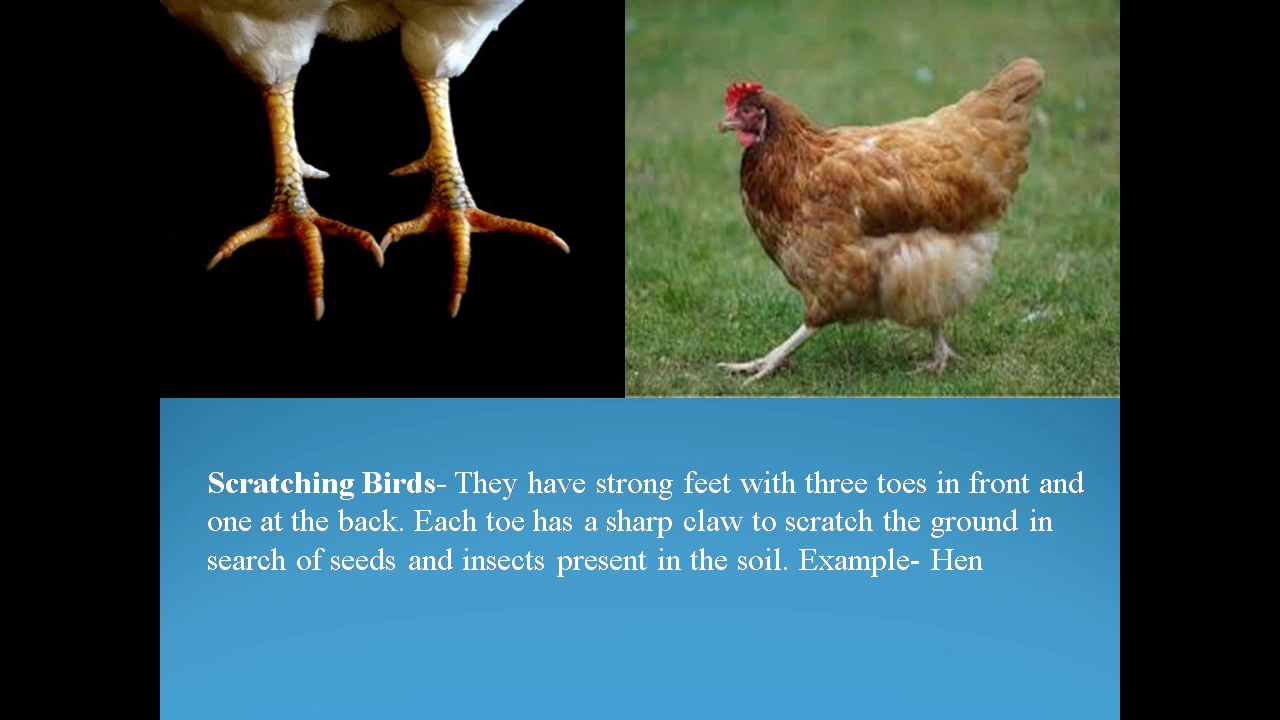 Scratching Birds- They have strong feet with three toes in front and
one at the back. Each toe has a sharp claw to scratch the ground in
search of seeds and insects present in the soil. Example- Hen